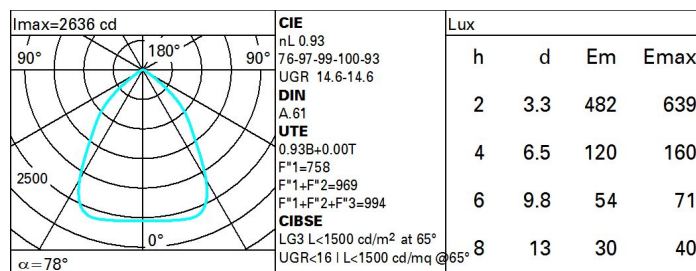 Imax=2636 cd
90°
180°
90°
2500
0°
α=78°
CIE
nL 0.93
76-97-99-100-93
UGR 14.6-14.6
DIN
A.61
UTE
0.93B+0.00T
F"1=758
F"1+F"2=969
F"1+F"2+F"3=994
CIBSE
LG3 L<1500 cd/m² at 65°
UGR<16 | L<1500 cd/mq @65°
Lux
h d Em Emax
2 3.3 482 639
4 6.5 120 160
6 9.8 54 71
8 13 30 40